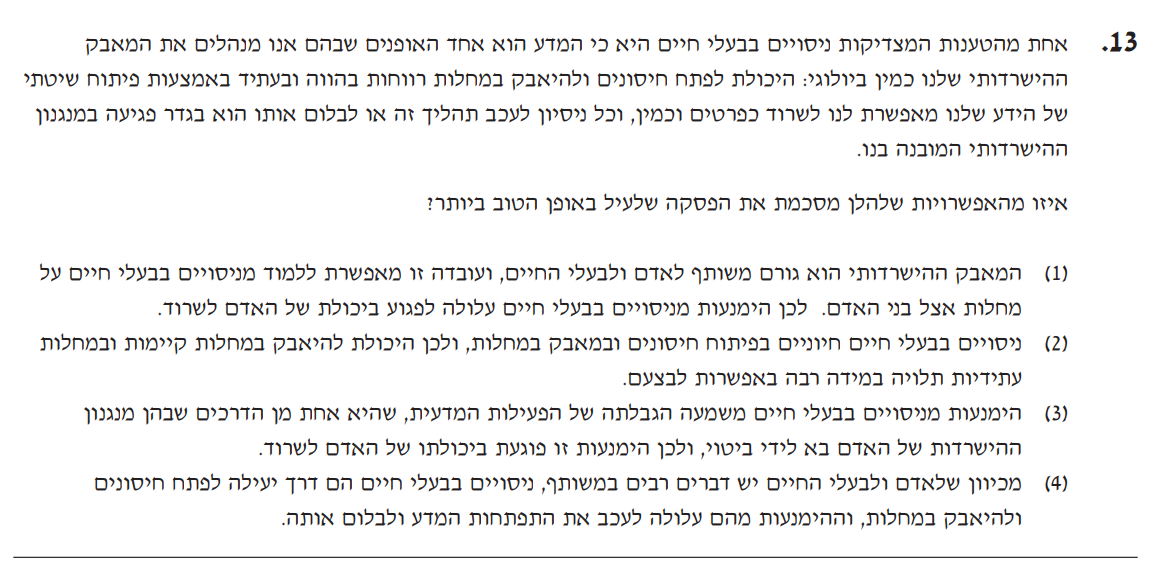 13. אחת מהטענות המצדיקות ניסויים בבעלי חיים היא כי המדע הוא אחד האופנים שבהם אנו מנהלים את המאבק
ההישרדותי שלנו כמין ביולוגי: היכולת לפתח חיסונים ולהיאבק במחלות רווחות בהווה ובעתיד באמצעות פיתוח שיטתי
של הידע שלנו מאפשרת לנו לשרוד כפרטים וכמין, וכל ניסיון לעכב תהליך זה או לבלום אותו הוא בגדר פגיעה במנגנון
ההישרדותי המובנה בנו.
איזו מהאפשרויות שלהלן מסכמת את הפסקה שלעיל באופן הטוב ביותר?
(1) המאבק ההישרדותי הוא גורם משותף לאדם ולבעלי החיים, ועובדה זו מאפשרת ללמוד מניסויים בבעלי חיים על
מחלות אצל בני האדם. לכן הימנעות מניסויים בבעלי חיים עלולה לפגוע ביכולת של האדם לשרוד.
(2) ניסויים בבעלי חיים חיוניים בפיתוח חיסונים ובמאבק במחלות, ולכן היכולת להיאבק במחלות קיימות ובמחלות
עתידיות תלויה במידה רבה באפשרות לבצעם.
(3) הימנעות מניסויים בבעלי חיים משמעה הגבלתה של הפעילות המדעית, שהיא אחת מן הדרכים שבהן מנגנון
ההישרדות של האדם בא לידי ביטוי, ולכן הימנעות זו פוגעת ביכולתו של האדם לשרוד.
(4) מכיוון שלאדם ולבעלי החיים יש דברים רבים במשותף, ניסויים בבעלי חיים הם דרך יעילה לפתח חיסונים
ולהיאבק במחלות, וההימנעות מהם עלולה לעכב את התפתחות המדע ולבלום אותה.